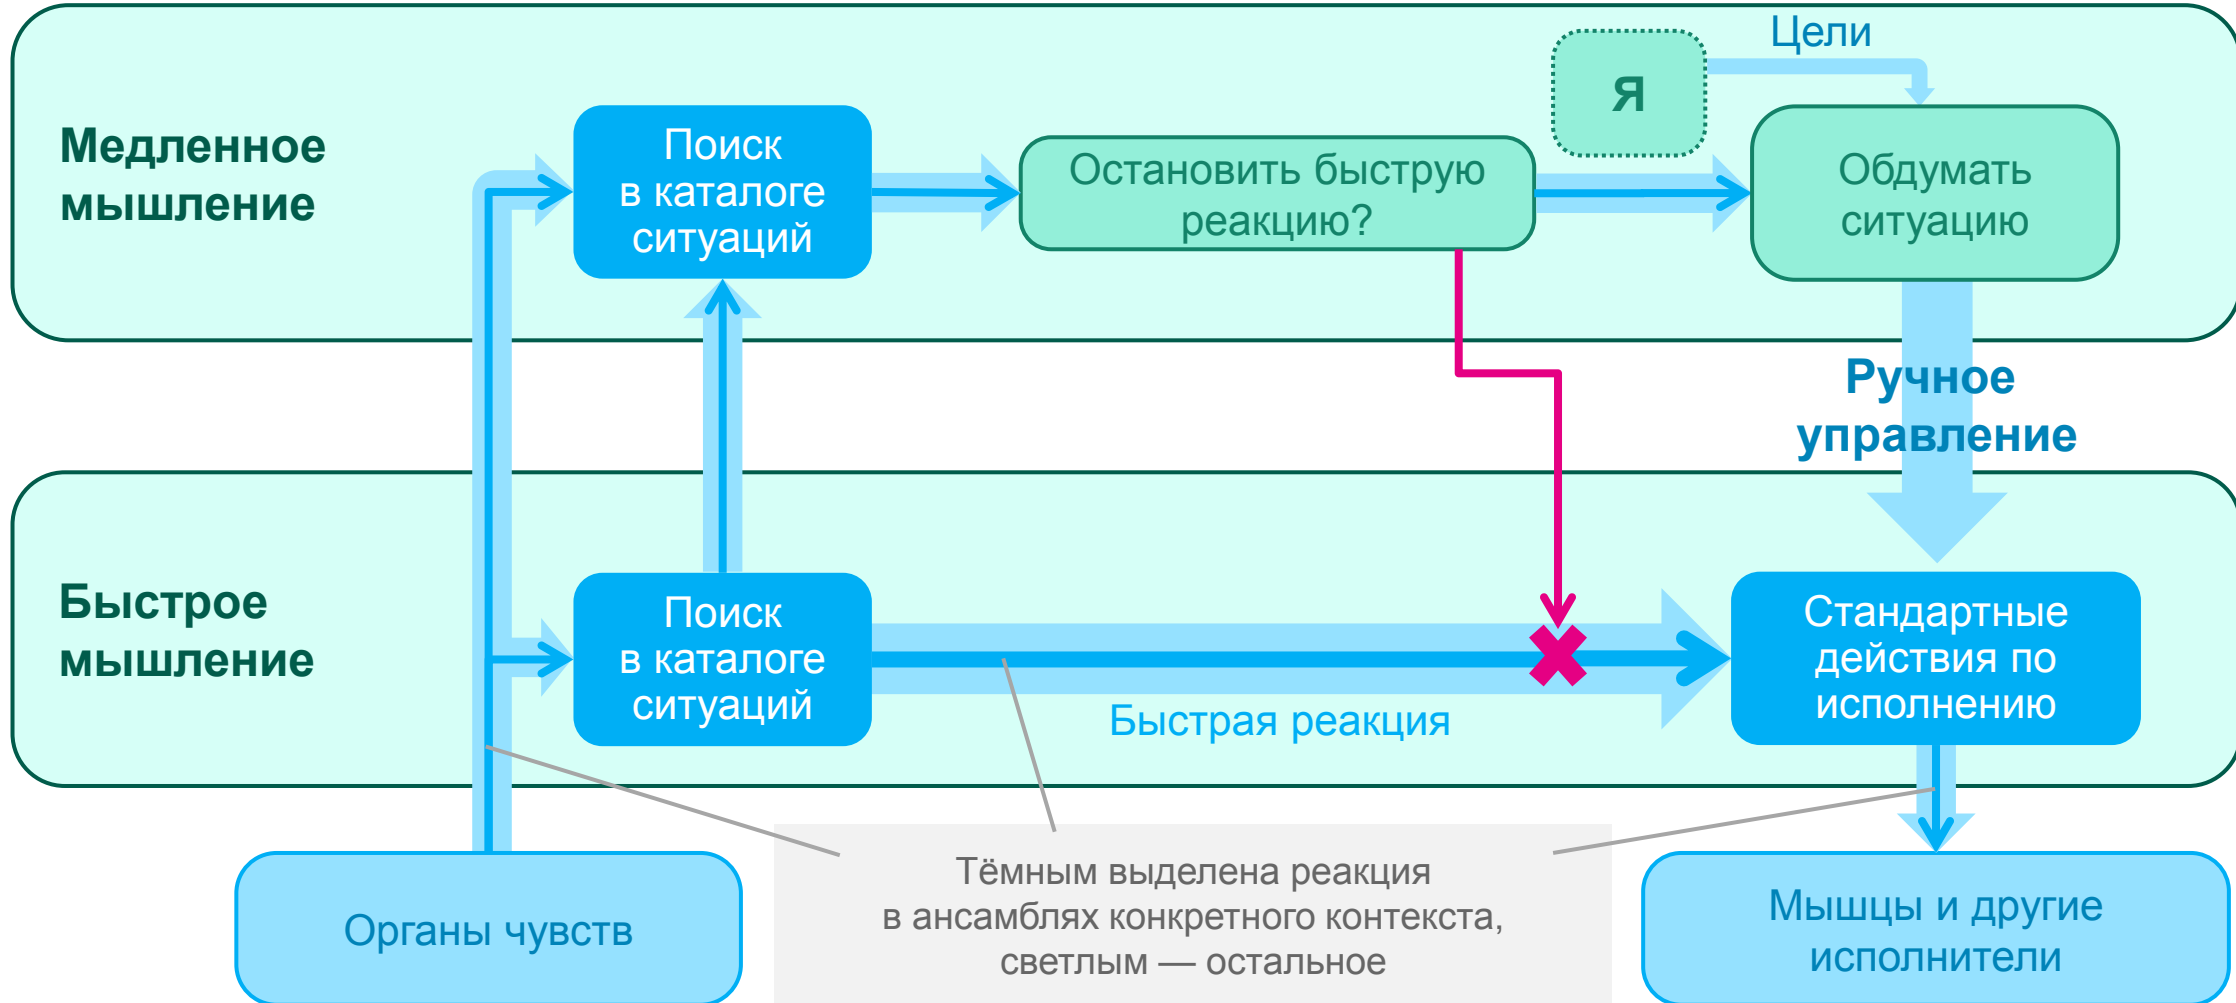 Цели
Я
Медленное
мышление
Поиск
в каталоге
ситуаций
Остановить быструю
реакцию?
Обдумать
ситуацию
Ручное
управление
Быстрое
мышление
Поиск
в каталоге
ситуаций
Быстрая реакция
Стандартные
действия по
исполнению
Органы чувств
Тёмным выделена реакция
в ансамблях конкретного контекста,
светлым — остальное
Мышцы и другие
исполнители